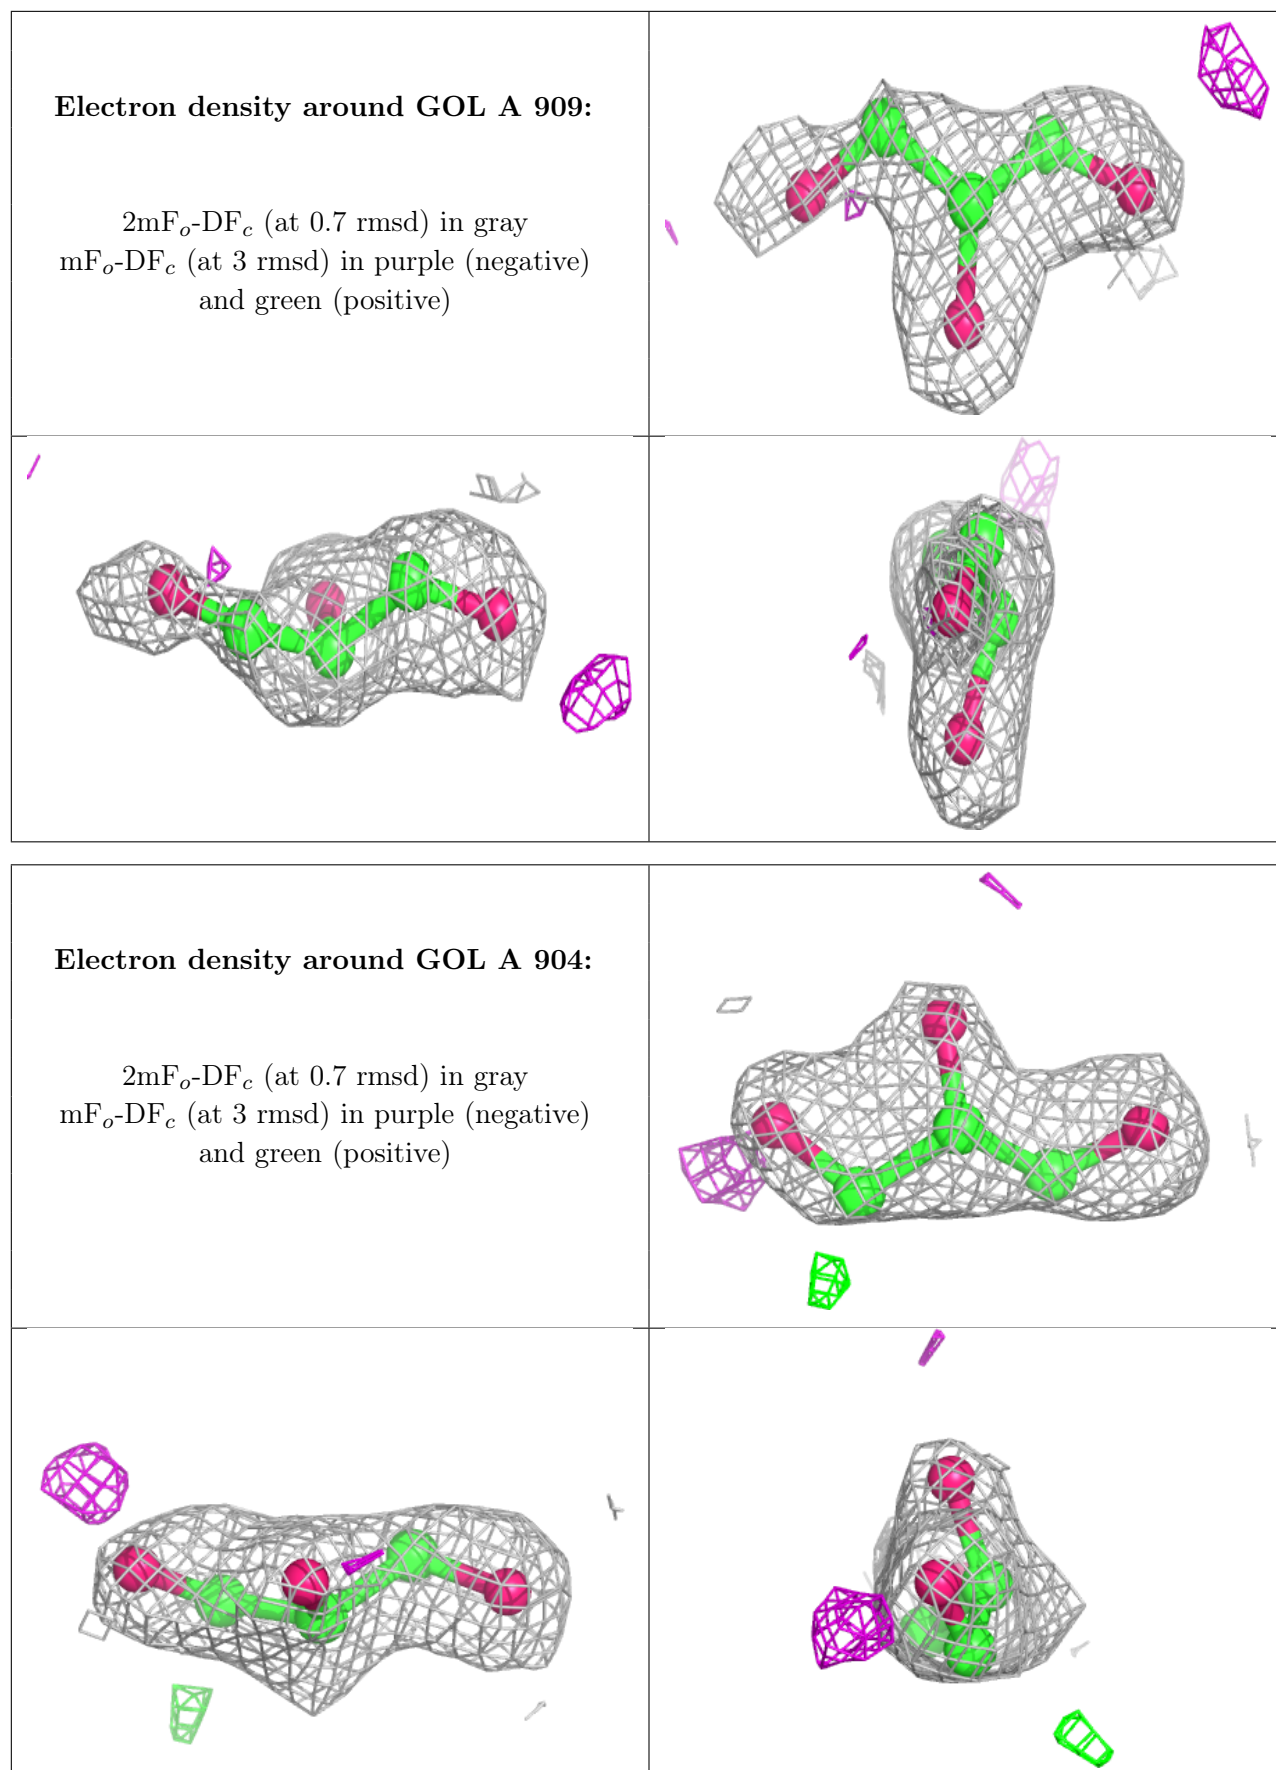 Electron density around GOL A 909:
2mFₒ-DF𝒸 (at 0.7 rmsd) in gray
mFₒ-DF𝒸 (at 3 rmsd) in purple (negative)
and green (positive)
Electron density around GOL A 904:
2mFₒ-DF𝒸 (at 0.7 rmsd) in gray
mFₒ-DF𝒸 (at 3 rmsd) in purple (negative)
and green (positive)